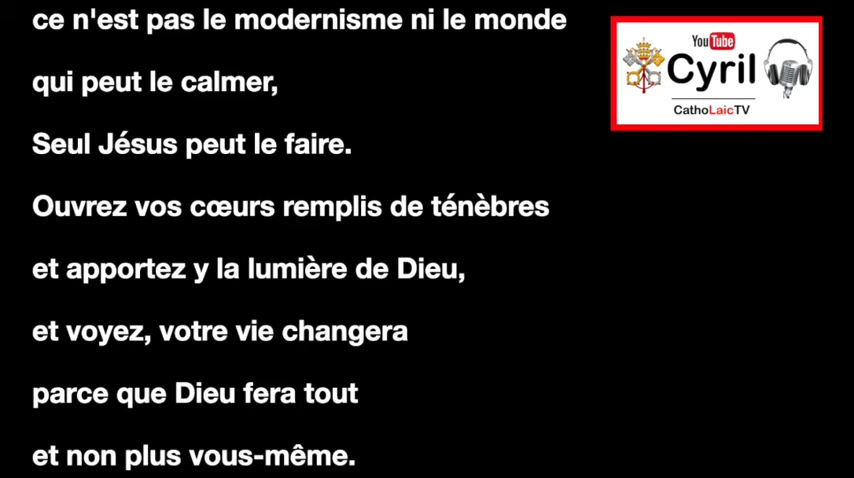 ce n'est pas le modernisme ni le monde
qui peut le calmer,
Seul Jésus peut le faire.
Ouvrez vos cœurs remplis de ténèbres
et apportez y la lumière de Dieu,
et voyez, votre vie changera
parce que Dieu fera tout
et non plus vous-même.
YouTube
Cyril
CathoLaicTV